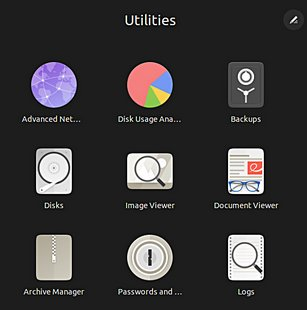 Utilities
Advanced Net...
Disk Usage Ana...
Backups
Disks
Image Viewer
Document Viewer
Archive Manager
Passwords and ...
Logs